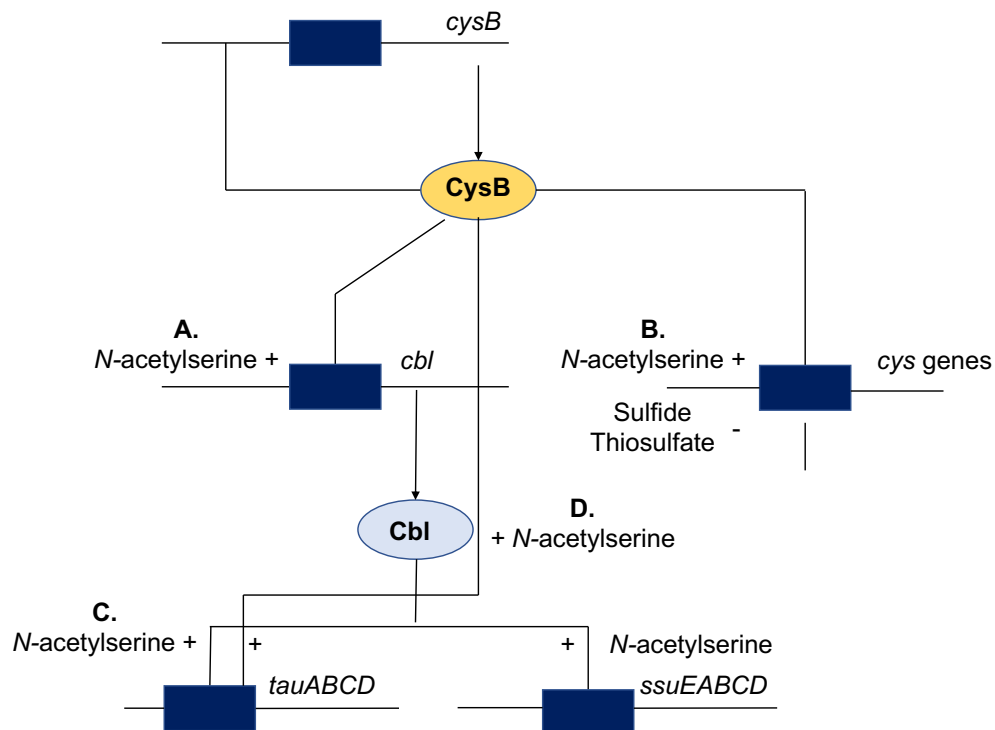 cysB
CysB
A.
N-acetylserine +
cbl
B.
N-acetylserine +
cys genes
Sulfide
Thiosulfate -
Cbl
D.
+ N-acetylserine
C.
N-acetylserine +
+
+
N-acetylserine
tauABCD
ssuEABCD